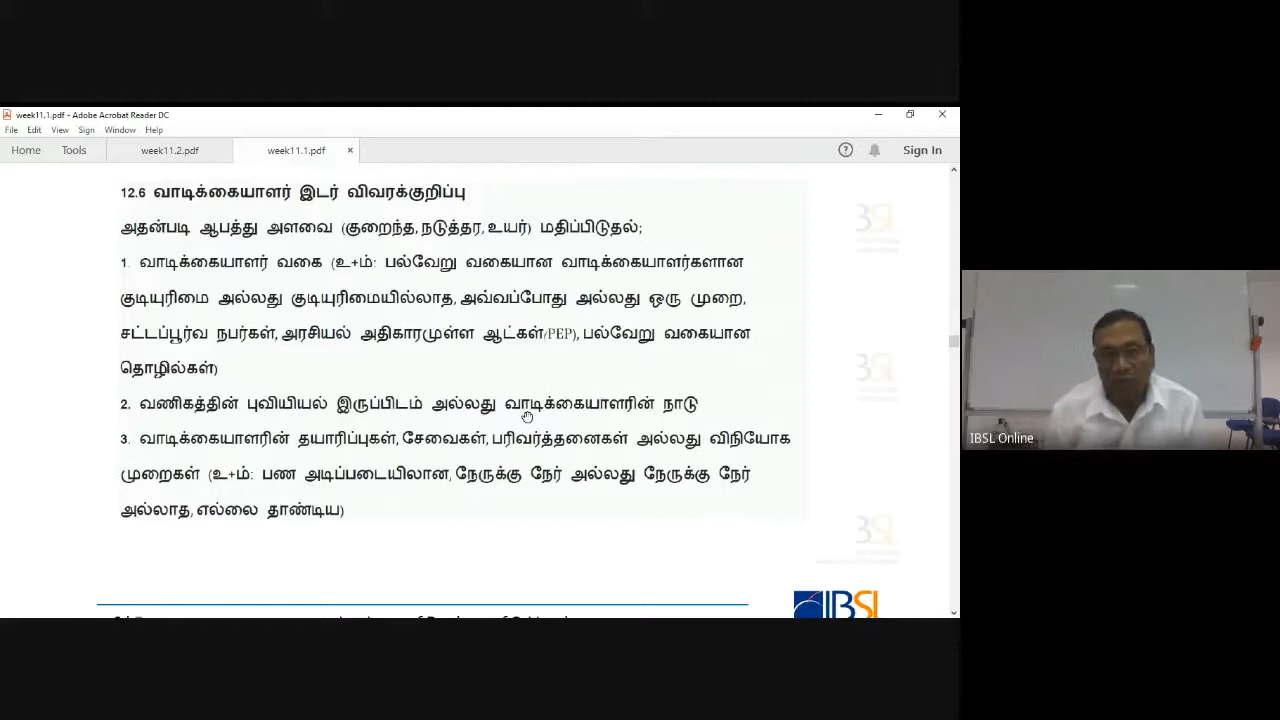 week11.1.pdf - Adobe Acrobat Reader DC
File Edit View Sign Window Help
Home Tools week11.2.pdf week11.1.pdf × Sign In
12.6 வாடிக்கையாளர் இடர் விவரக்குறிப்பு
அதன்படி ஆபத்து அளவை (குறைந்த, நடுத்தர, உயர்) மதிப்பிடுதல்;
1. வாடிக்கையாளர் வகை (உ+ம்: பல்வேறு வகையான வாடிக்கையாளர்களான
குடியுரிமை அல்லது குடியுரிமையில்லாத, அவ்வப்போது அல்லது ஒரு முறை,
சட்டப்பூர்வ நபர்கள், அரசியல் அதிகாரமுள்ள ஆட்கள்(PEP), பல்வேறு வகையான
தொழில்கள்)
2. வணிகத்தின் புவியியல் இருப்பிடம் அல்லது வாடிக்கையாளரின் நாடு
3. வாடிக்கையாளரின் தயாரிப்புகள், சேவைகள், பரிவர்த்தனைகள் அல்லது விநியோக
முறைகள் (உ+ம்: பண அடிப்படையிலான, நேருக்கு நேர் அல்லது நேருக்கு நேர்
அல்லாத, எல்லை தாண்டிய)
IBSL
IBSL Online